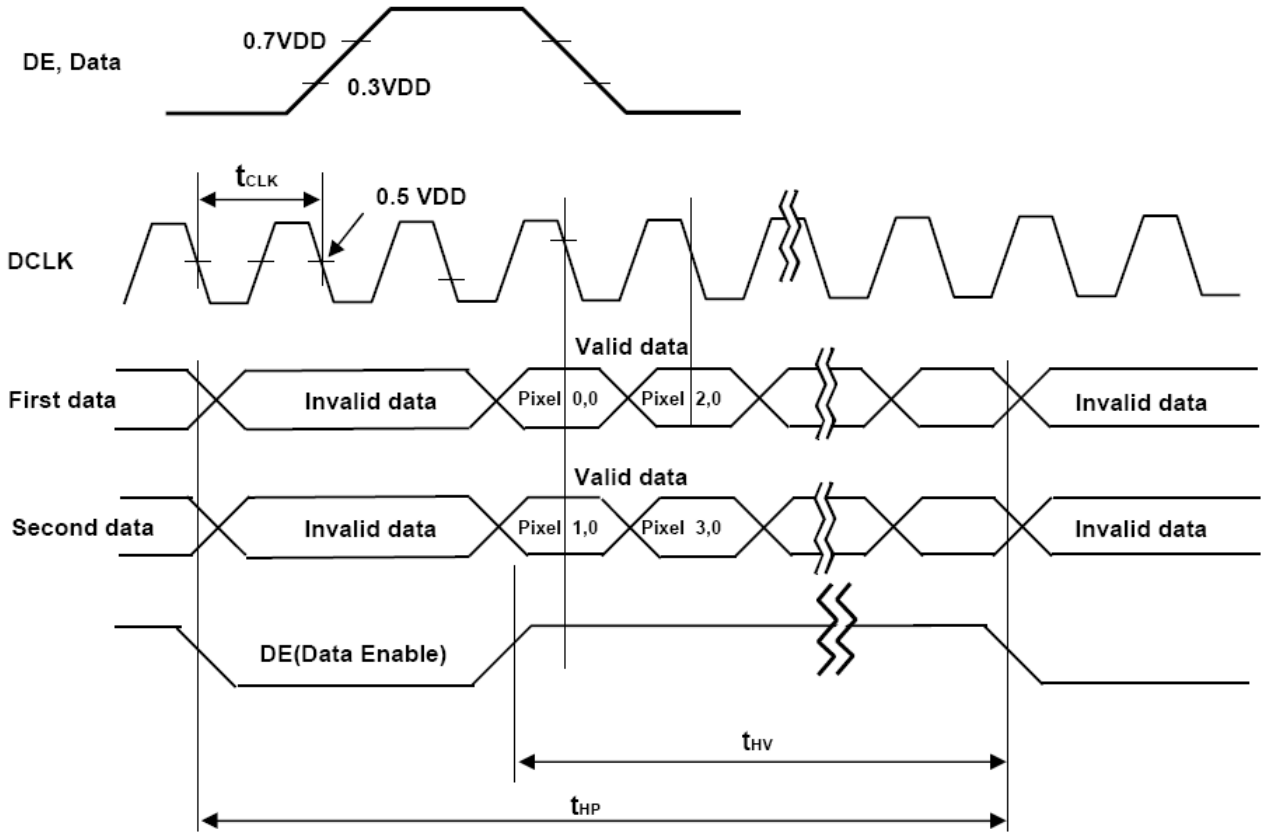 0.7VDD
DE, Data
0.3VDD
tCLK
0.5 VDD
DCLK
Valid data
First data
Invalid data
Pixel 0,0
Pixel 2,0
Invalid data
Valid data
Second data
Invalid data
Pixel 1,0
Pixel 3,0
Invalid data
DE(Data Enable)
tHV
tHP